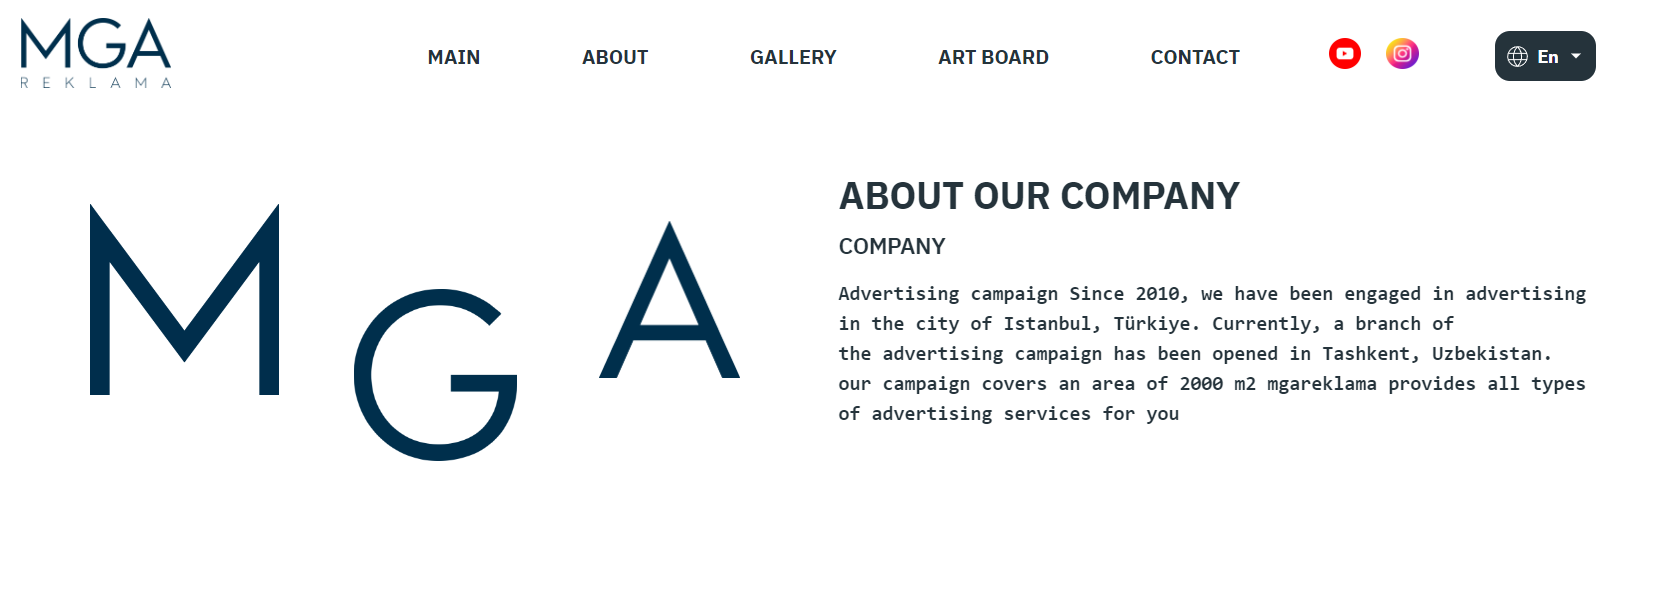 MGA
REKLAMA
MAIN ABOUT GALLERY ART BOARD CONTACT En
MGA
ABOUT OUR COMPANY
COMPANY
Advertising campaign Since 2010, we have been engaged in advertising
in the city of Istanbul, Türkiye. Currently, a branch of
the advertising campaign has been opened in Tashkent, Uzbekistan.
our campaign covers an area of 2000 m2 mgareklama provides all types
of advertising services for you